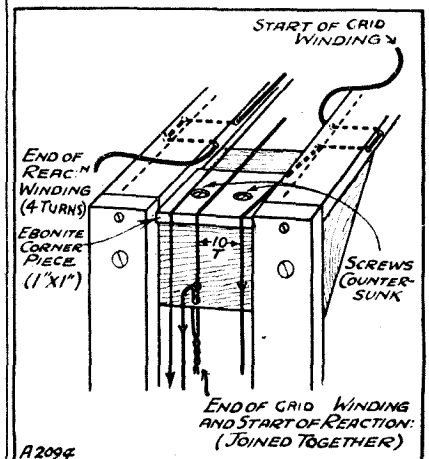 START OF GRID
WINDING
END OF
REACN
WINDING
(4 TURNS)
EBONITE
CORNER
PIECE
(1"X1")
10
T
SCREWS
COUNTER-
SUNK
END OF GRID WINDING
AND START OF REACTION:
(JOINED TOGETHER)
A2094